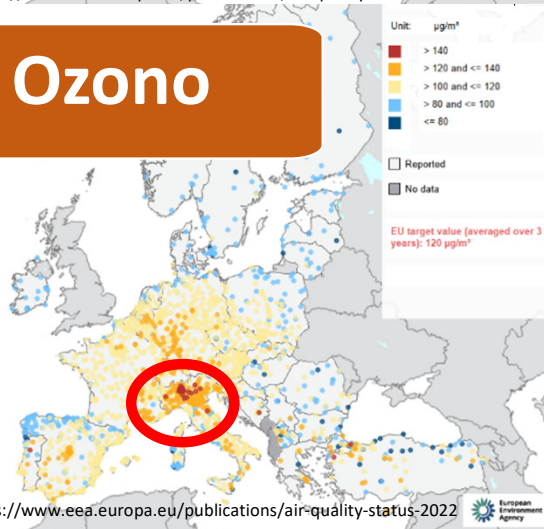 Ozono
Unit: µg/m³
> 140
> 120 and <= 140
> 100 and <= 120
> 80 and <= 100
<= 80
Reported
No data
EU target value (averaged over 3
years): 120 µg/m³
://www.eea.europa.eu/publications/air-quality-status-2022
European
Environment
Agency